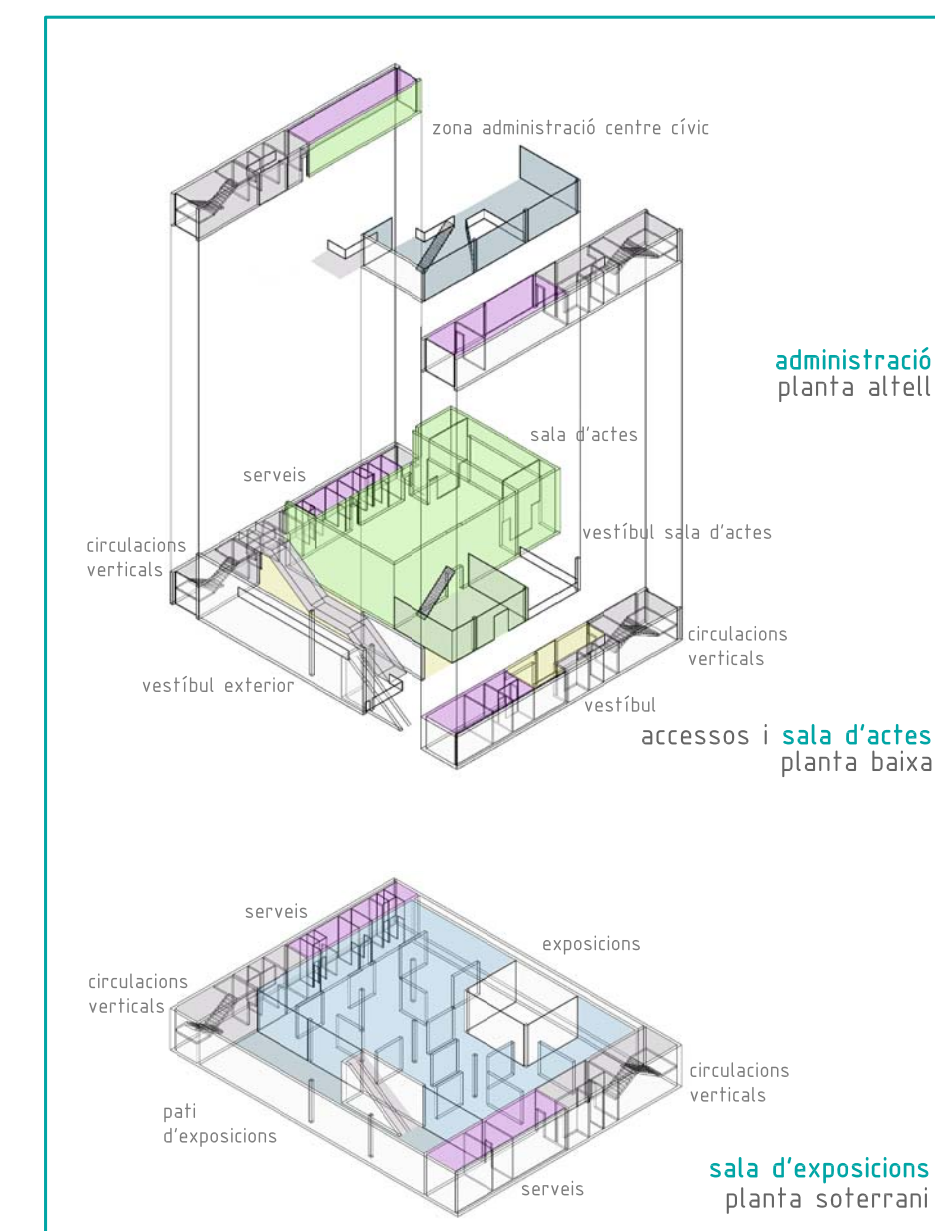 zona administració centre cívic
administració
planta altell
sala d'actes
serveis
vestíbul sala d'actes
circulacions
verticals
circulacions
verticals
vestíbul exterior
vestíbul
accessos i sala d'actes
planta baixa
serveis
exposicions
circulacions
verticals
circulacions
verticals
pati
d'exposicions
sala d'exposicions
planta soterrani
serveis